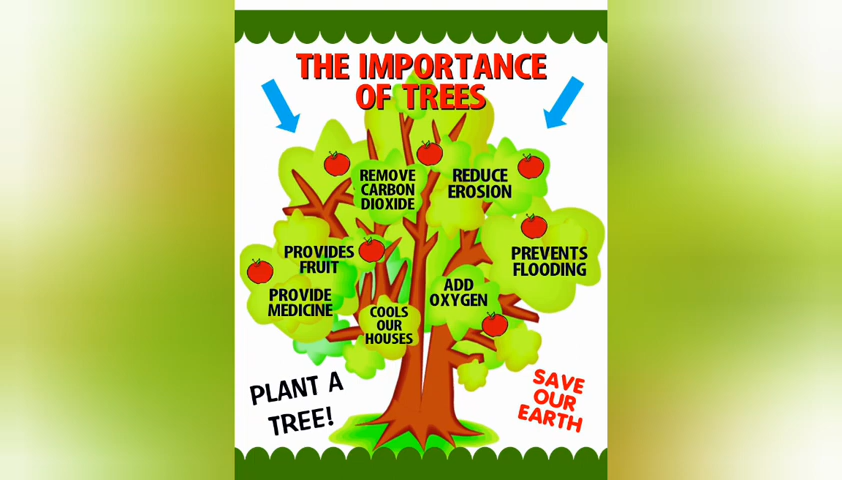 THE IMPORTANCE
OF TREES
REMOVE
CARBON
DIOXIDE
REDUCE
EROSION
PROVIDES
FRUIT
PREVENTS
FLOODING
PROVIDE
MEDICINE
ADD
OXYGEN
COOLS
OUR
HOUSES
PLANT A
TREE!
SAVE
OUR
EARTH